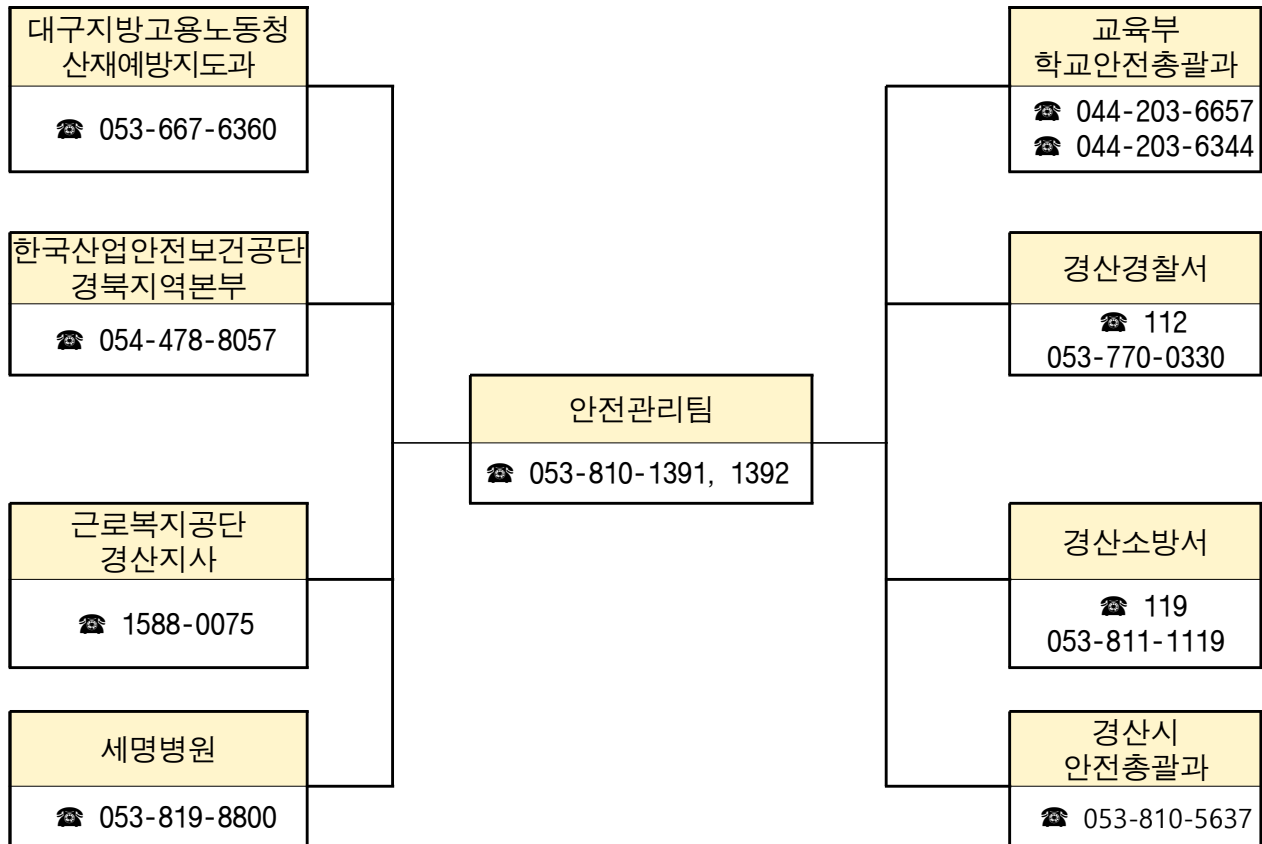 대구지방고용노동청
산재예방지도과
☎ 053-667-6360
한국산업안전보건공단
경북지역본부
☎ 054-478-8057
근로복지공단
경산지사
☎ 1588-0075
세명병원
☎ 053-819-8800
안전관리팀
☎ 053-810-1391, 1392
교육부
학교안전총괄과
☎ 044-203-6657
☎ 044-203-6344
경산경찰서
☎ 112
053-770-0330
경산소방서
☎ 119
053-811-1119
경산시
안전총괄과
☎ 053-810-5637